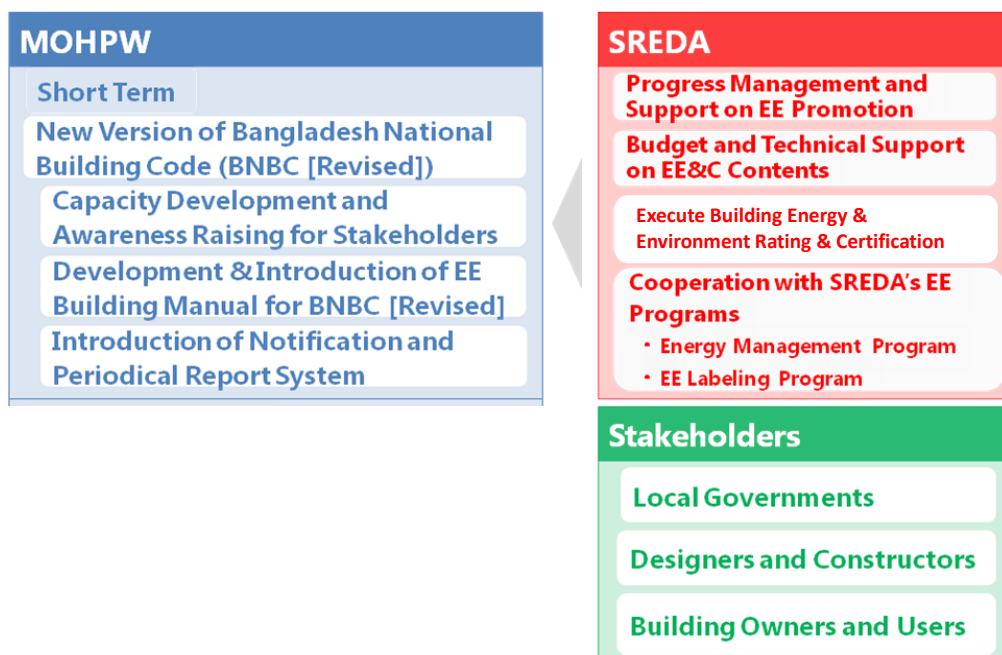 MOHPW
Short Term
New Version of Bangladesh National
Building Code (BNBC [Revised])
Capacity Development and
Awareness Raising for Stakeholders
Development &Introduction of EE
Building Manual for BNBC [Revised]
Introduction of Notification and
Periodical Report System
SREDA
Progress Management and
Support on EE Promotion
Budget and Technical Support
on EE&C Contents
Execute Building Energy &
Environment Rating & Certification
Cooperation with SREDA's EE
Programs
・ Energy Management Program
・ EE Labeling Program
Stakeholders
Local Governments
Designers and Constructors
Building Owners and Users